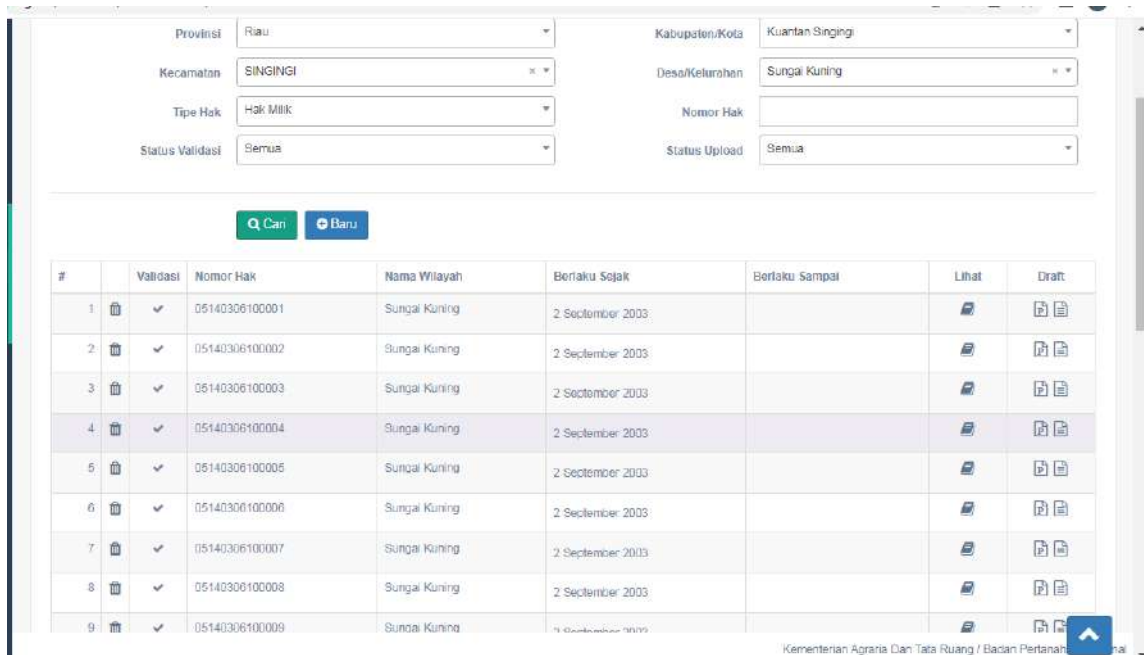 Provinsi Riau Kabupaten/Kota Kuantan Singingi
Kecamatan SINGINGI × Desa/Kelurahan Sungai Kuning ×
Tipe Hak Hak Milik Nomor Hak
Status Validasi Semua Status Upload Semua
Cari Baru
# Validasi Nomor Hak Nama Wilayah Berlaku Sejak Berlaku Sampai Lihat Draft
1 05140306100001 Sungai Kuning 2 September 2003
2 05140306100002 Sungai Kuning 2 September 2003
3 05140306100003 Sungai Kuning 2 September 2003
4 05140306100004 Sungai Kuning 2 September 2003
5 05140306100005 Sungai Kuning 2 September 2003
6 05140306100006 Sungai Kuning 2 September 2003
7 05140306100007 Sungai Kuning 2 September 2003
8 05140306100008 Sungai Kuning 2 September 2003
9 05140306100009 Sungai Kuning 2 September 2003
Kementerian Agraria Dan Tata Ruang / Badan Pertanah nal